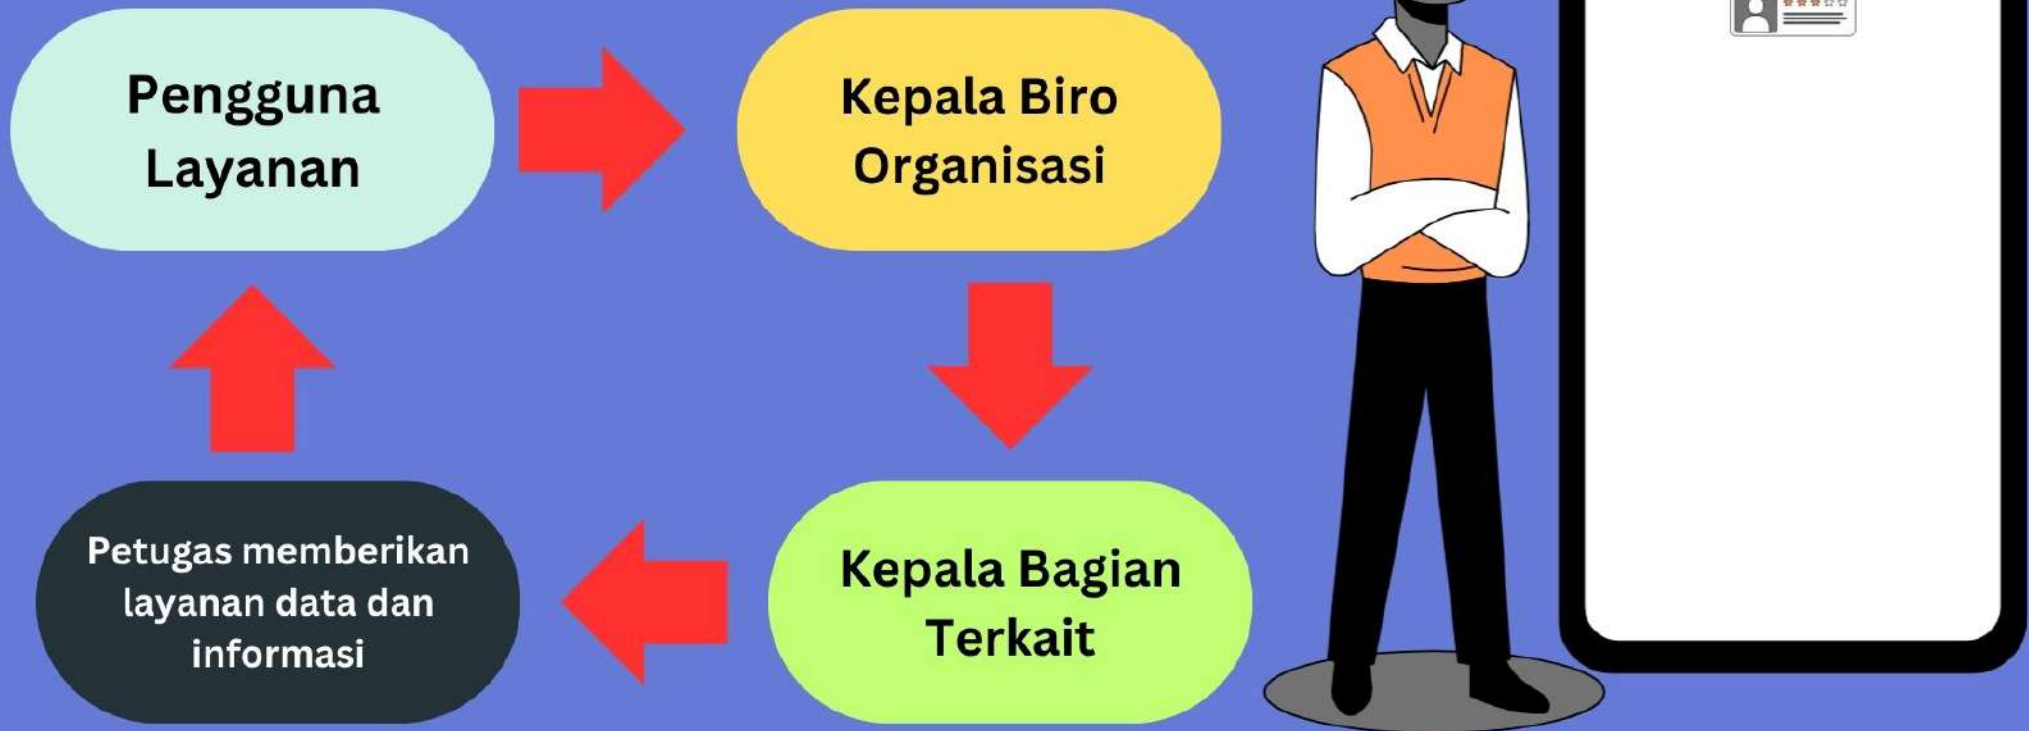 Pengguna
Layanan
Kepala Biro
Organisasi
Kepala Bagian
Terkait
Petugas memberikan
layanan data dan
informasi